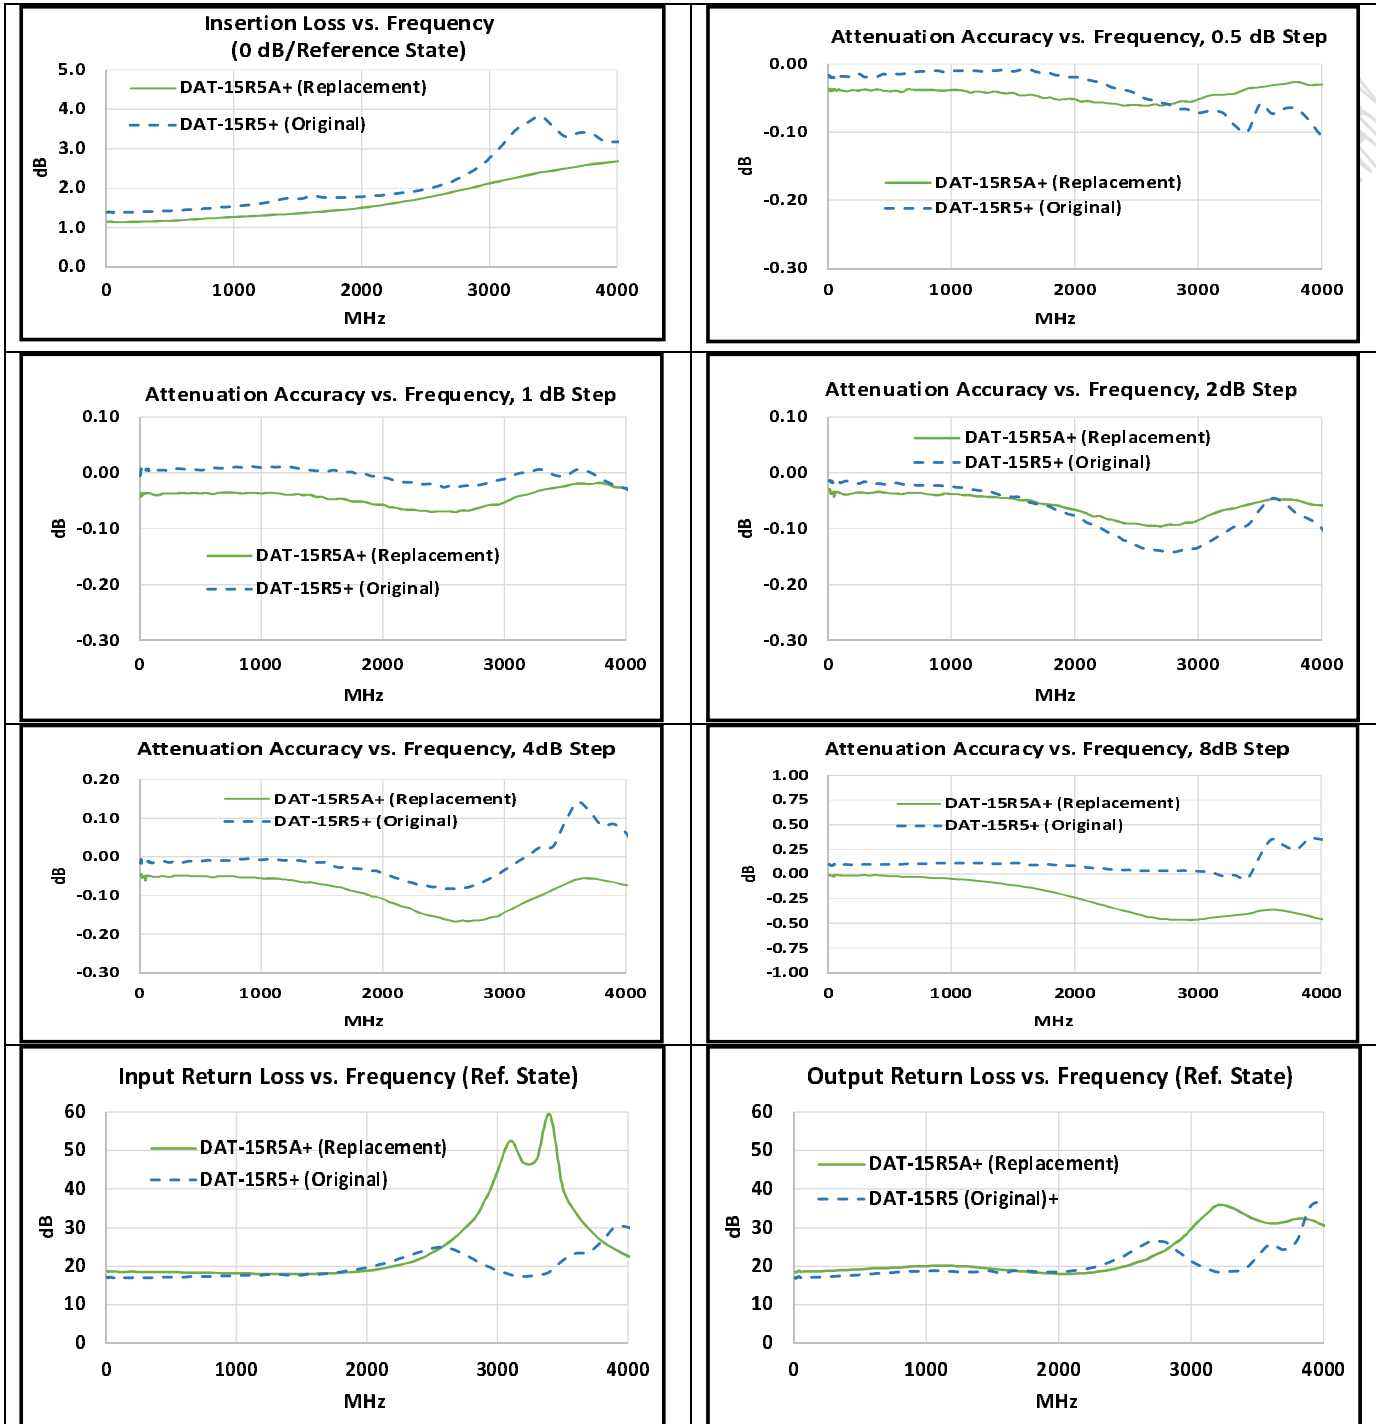 Insertion Loss vs. Frequency
(0 dB/Reference State)
5.0
4.0
3.0
2.0
1.0
0.0
dB
DAT-15R5A+ (Replacement)
DAT-15R5+ (Original)
0 1000 2000 3000 4000
MHz
Attenuation Accuracy vs. Frequency, 0.5 dB Step
0.00
-0.10
-0.20
-0.30
dB
DAT-15R5A+ (Replacement)
DAT-15R5+ (Original)
0 1000 2000 3000 4000
MHz
Attenuation Accuracy vs. Frequency, 1 dB Step
0.10
0.00
-0.10
-0.20
-0.30
dB
DAT-15R5A+ (Replacement)
DAT-15R5+ (Original)
0 1000 2000 3000 4000
MHz
Attenuation Accuracy vs. Frequency, 2dB Step
0.10
0.00
-0.10
-0.20
-0.30
dB
DAT-15R5A+ (Replacement)
DAT-15R5+ (Original)
0 1000 2000 3000 4000
MHz
Attenuation Accuracy vs. Frequency, 4dB Step
0.20
0.10
0.00
-0.10
-0.20
-0.30
dB
DAT-15R5A+ (Replacement)
DAT-15R5+ (Original)
0 1000 2000 3000 4000
MHz
Attenuation Accuracy vs. Frequency, 8dB Step
1.00
0.75
0.50
0.25
0.00
-0.25
-0.50
-0.75
-1.00
dB
DAT-15R5A+ (Replacement)
DAT-15R5+ (Original)
0 1000 2000 3000 4000
MHz
Input Return Loss vs. Frequency (Ref. State)
60
50
40
30
20
10
0
dB
DAT-15R5A+ (Replacement)
DAT-15R5+ (Original)
0 1000 2000 3000 4000
MHz
Output Return Loss vs. Frequency (Ref. State)
60
50
40
30
20
10
0
dB
DAT-15R5A+ (Replacement)
DAT-15R5 (Original)+
0 1000 2000 3000 4000
MHz